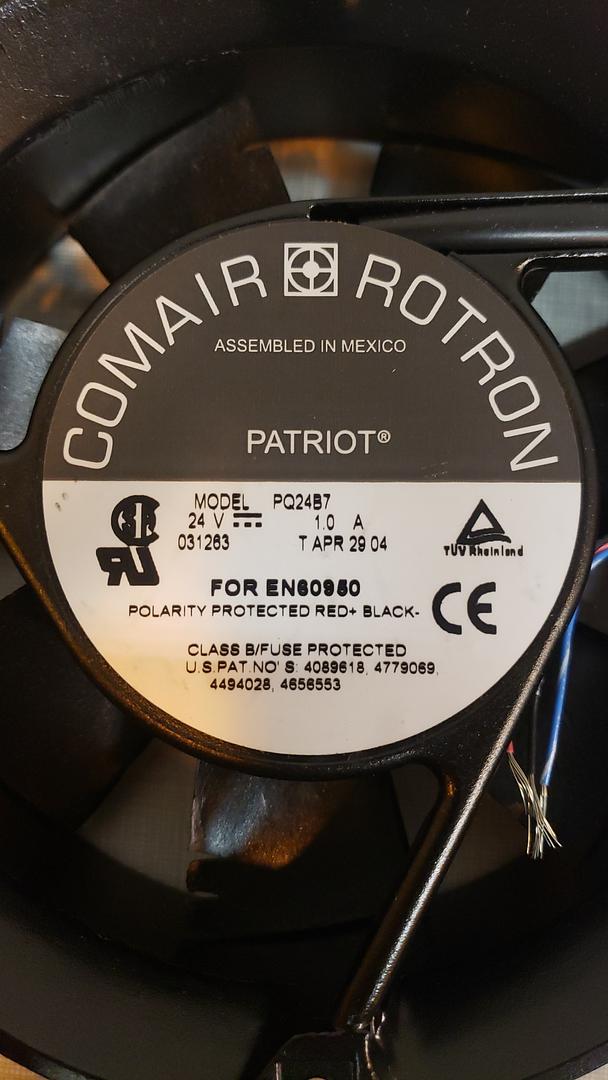 COMAIR ROTRON
ASSEMBLED IN MEXICO
PATRIOT®
MODEL PQ24B7
24 V ⎓ 1.0 A
031263 T APR 29 04
TÜV Rheinland
FOR EN60950
POLARITY PROTECTED RED+ BLACK-
CE
CLASS B/FUSE PROTECTED
U.S.PAT.NO' S: 4089618, 4779069,
4494028, 4656553